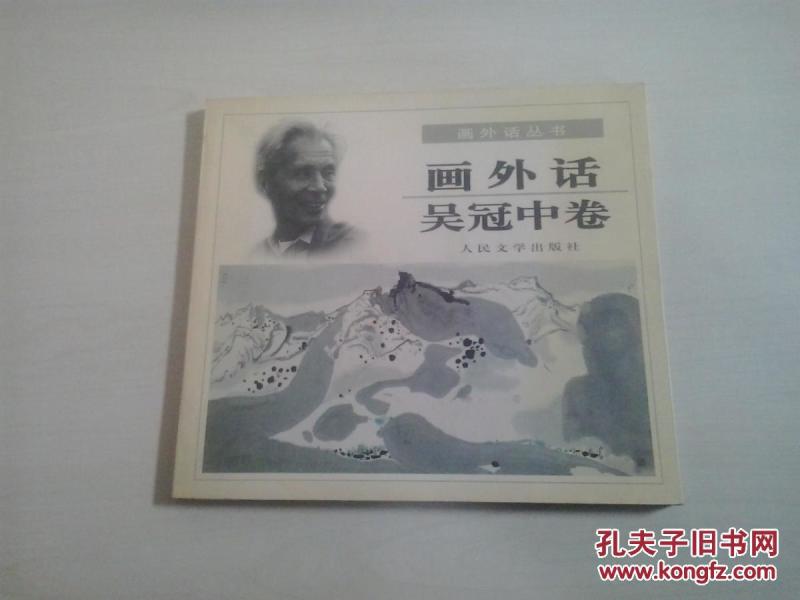 画外话丛书
画外话
吴冠中卷
人民文学出版社
孔夫子旧书网
www.kongfz.com